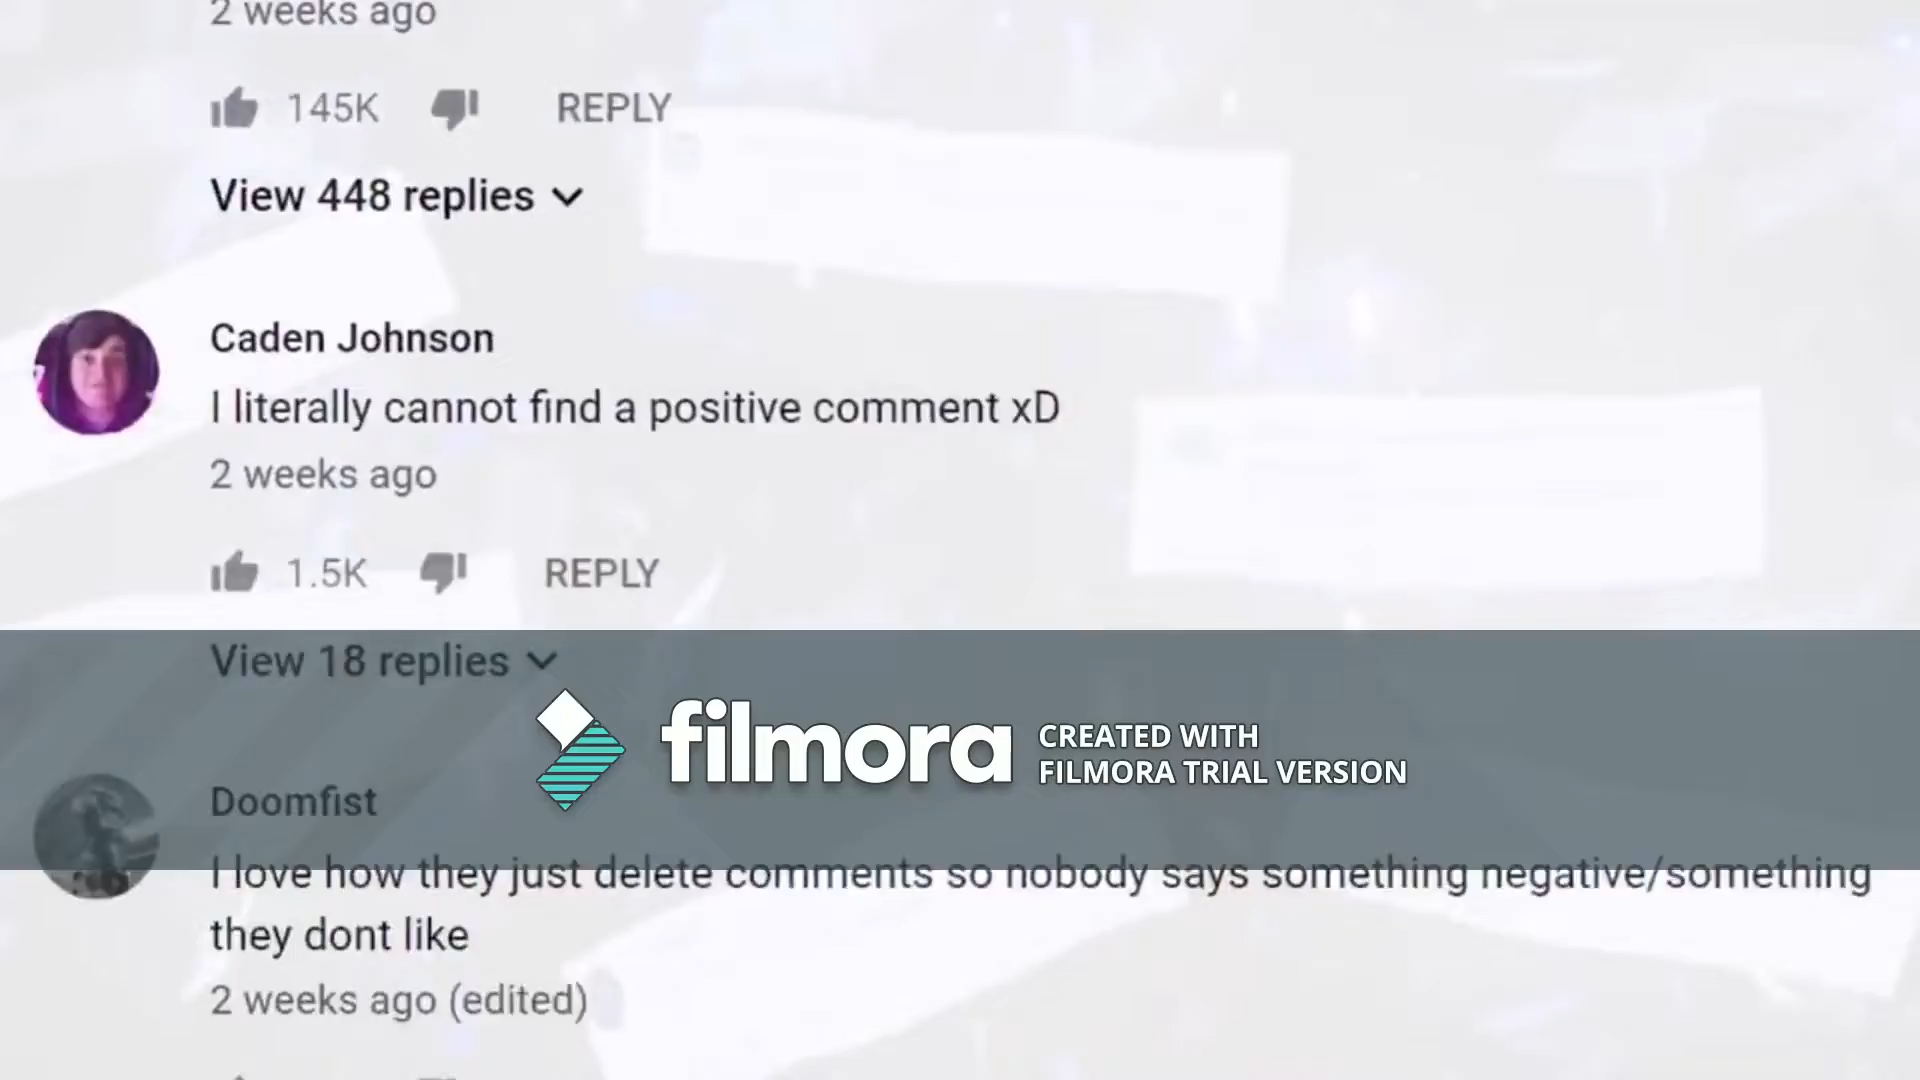 2 weeks ago
145K REPLY
View 448 replies
Caden Johnson
I literally cannot find a positive comment xD
2 weeks ago
1.5K REPLY
View 18 replies
filmora CREATED WITH
FILMORA TRIAL VERSION
Doomfist
I love how they just delete comments so nobody says something negative/something
they dont like
2 weeks ago (edited)